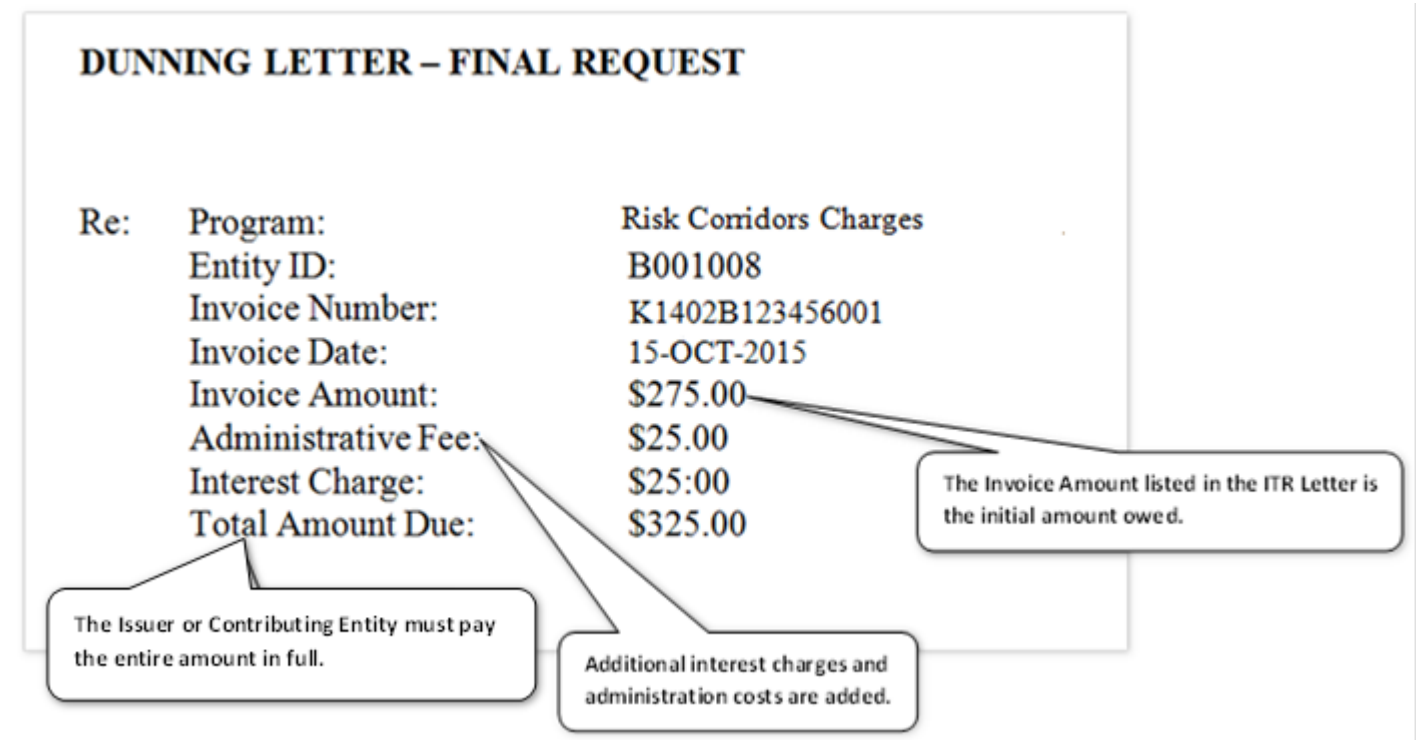 DUNNING LETTER – FINAL REQUEST
Re: Program: Risk Corridors Charges
Entity ID: B001008
Invoice Number: K1402B123456001
Invoice Date: 15-OCT-2015
Invoice Amount: $275.00
Administrative Fee: $25.00
Interest Charge: $25:00
Total Amount Due: $325.00
The Invoice Amount listed in the ITR Letter is
the initial amount owed.
The Issuer or Contributing Entity must pay
the entire amount in full.
Additional interest charges and
administration costs are added.